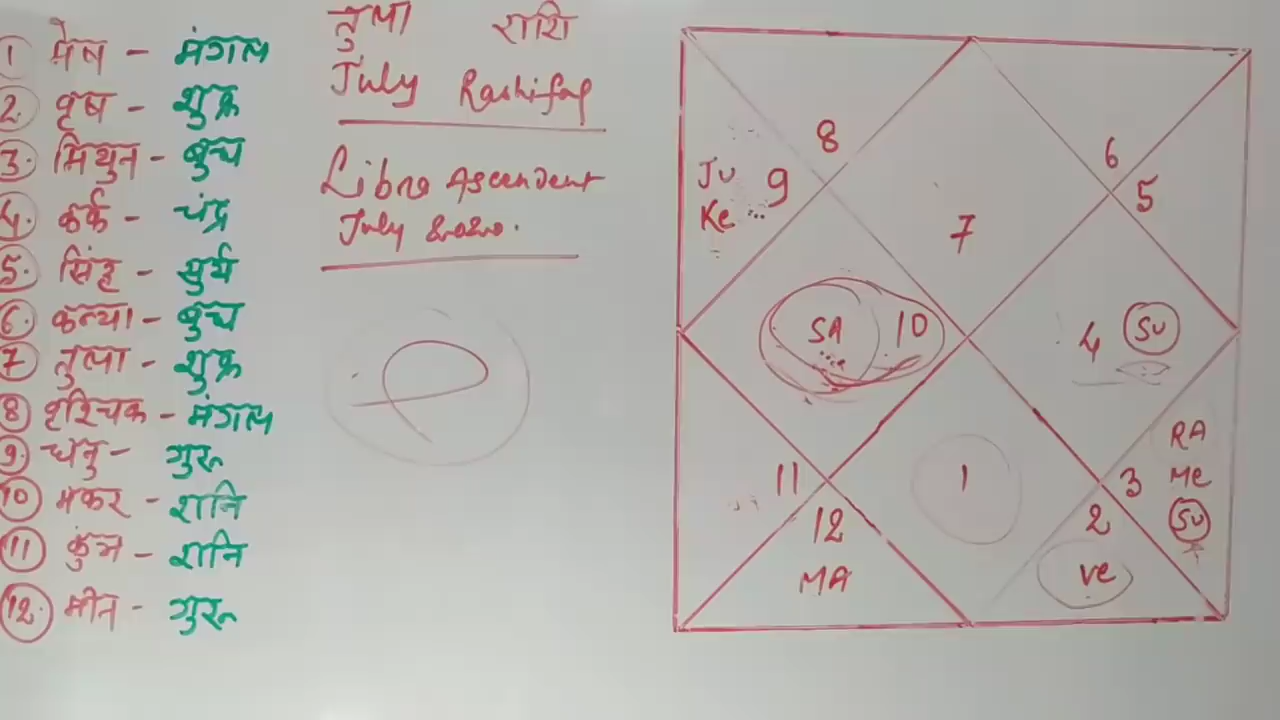 1 मेष - मंगल
2. वृष - शुक्र
3. मिथुन - बुध
4. कर्क - चंद्र
5. सिंह - सुर्य
6. कन्या - बुध
7 तुला - शुक्र
8 वृश्चिक - मंगल
9. धनु - गुरु
10 मकर - शनि
11 कुंभ - शनि
12. मीन - गुरु
तुला राशि
July Rashifal
Libra Ascendent
July 2020.
8
6
JU 9
5
Ke
7
SA 10
4 SU
RA
11
1
3 Me
12
2
SU
MA
Ve